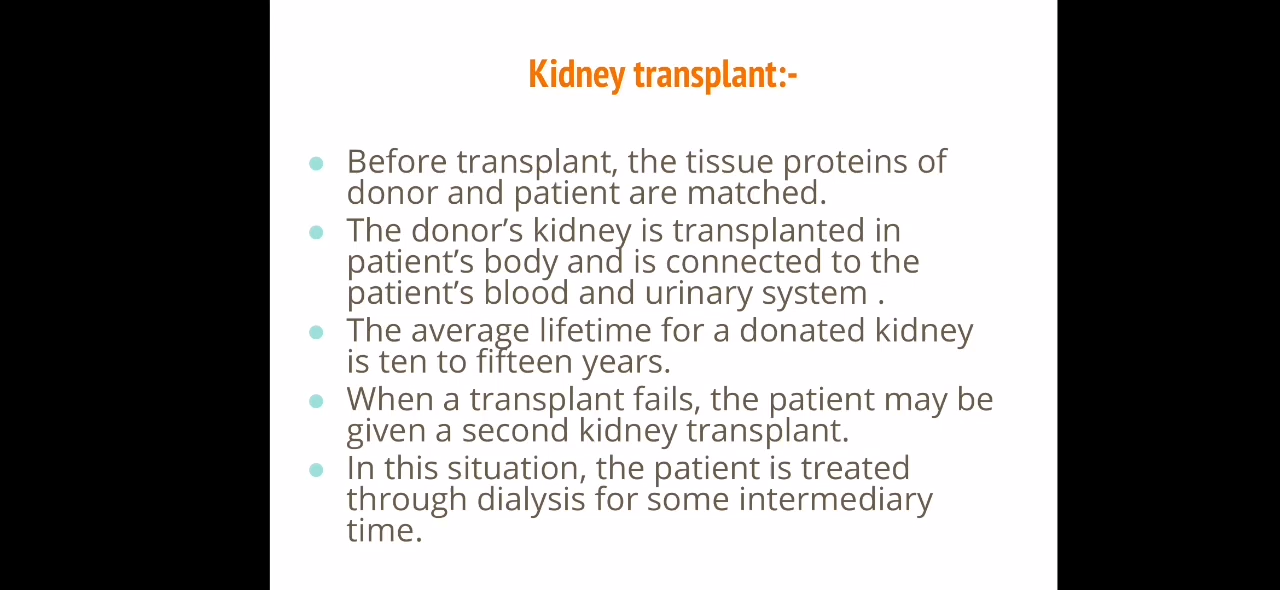 Kidney transplant:-
Before transplant, the tissue proteins of
donor and patient are matched.
The donor’s kidney is transplanted in
patient’s body and is connected to the
patient’s blood and urinary system .
The average lifetime for a donated kidney
is ten to fifteen years.
When a transplant fails, the patient may be
given a second kidney transplant.
In this situation, the patient is treated
through dialysis for some intermediary
time.